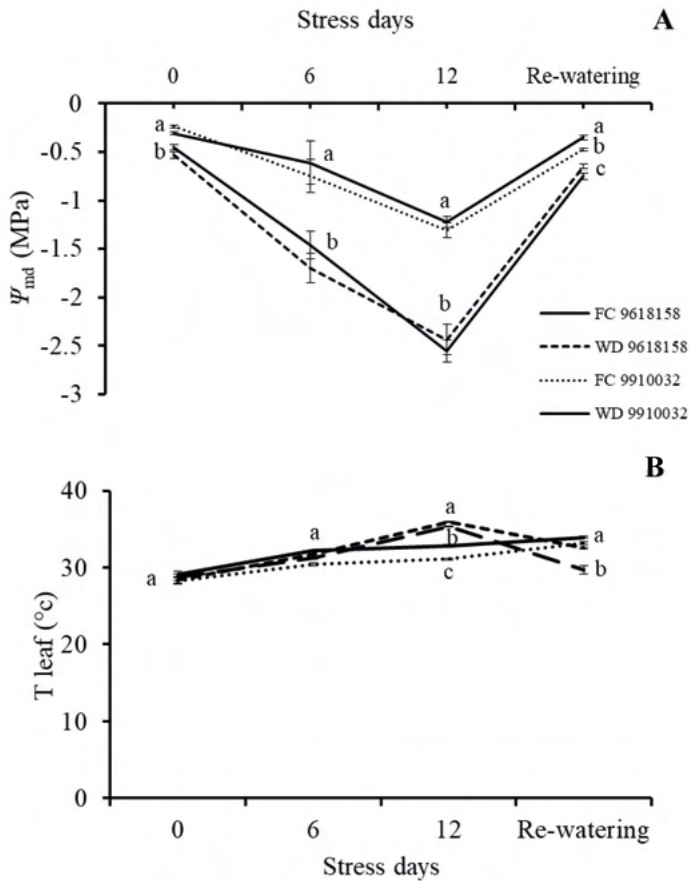 Stress days
A
0 6 12 Re-watering
0
-0.5
-1
-1.5
-2
-2.5
-3
Ψmd (MPa)
a
b
a
b
a
b
a
b
c
FC 9618158
WD 9618158
FC 9910032
WD 9910032
B
40
30
20
10
0
T leaf (°c)
a
a
a
b
c
a
b
0 6 12 Re-watering
Stress days